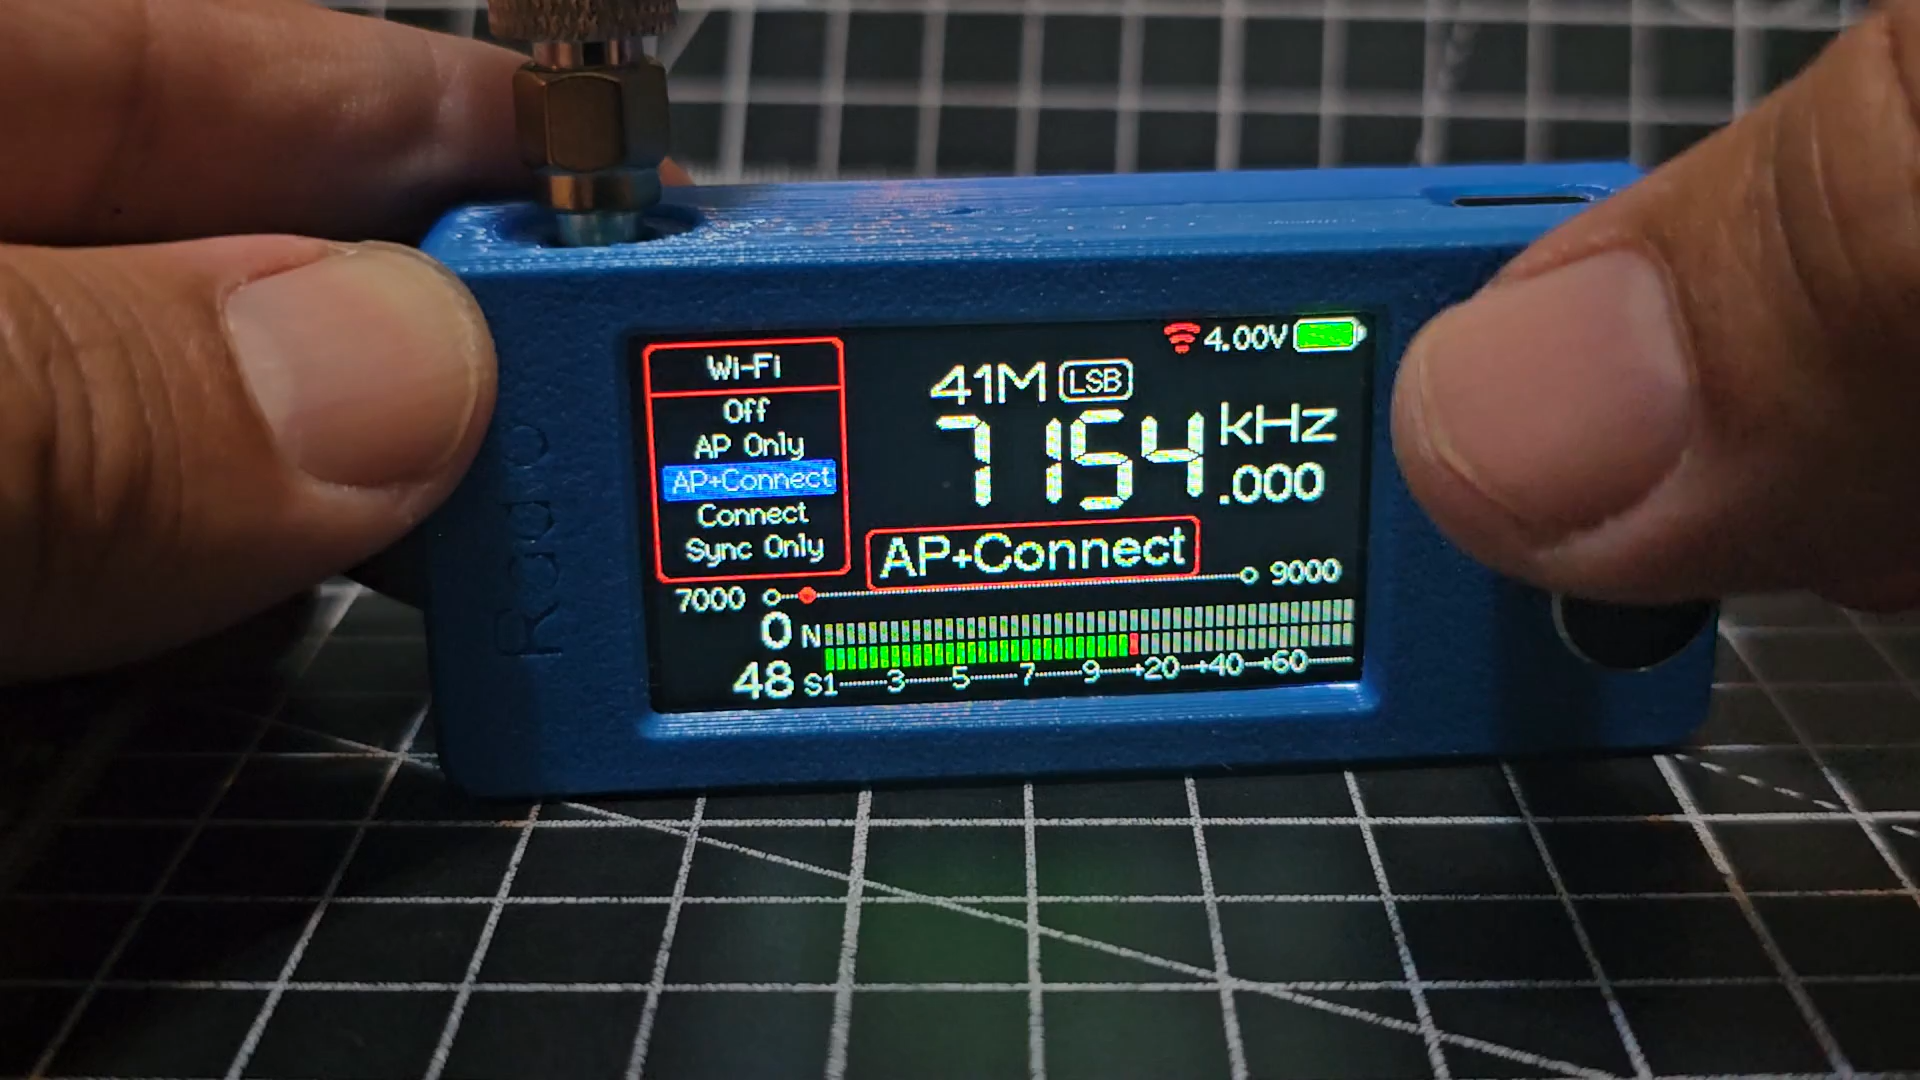 Radio
Wi-Fi
Off
AP Only
AP+Connect
Connect
Sync Only
4.00V
41M LSB
7154 kHz
.000
AP+Connect
7000 9000
0 N
48 S1 3 5 7 9 +20 +40 +60